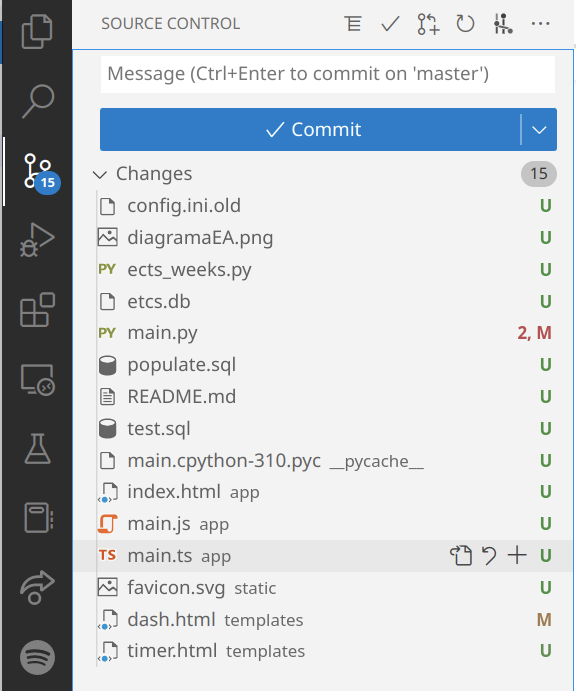 SOURCE CONTROL
Message (Ctrl+Enter to commit on 'master')
Commit
15
Changes 15
config.ini.old U
diagramaEA.png U
PY ects_weeks.py U
etcs.db U
PY main.py 2, M
populate.sql U
README.md U
test.sql U
main.cpython-310.pyc __pycache__ U
index.html app U
main.js app U
TS main.ts app U
favicon.svg static U
dash.html templates M
timer.html templates U